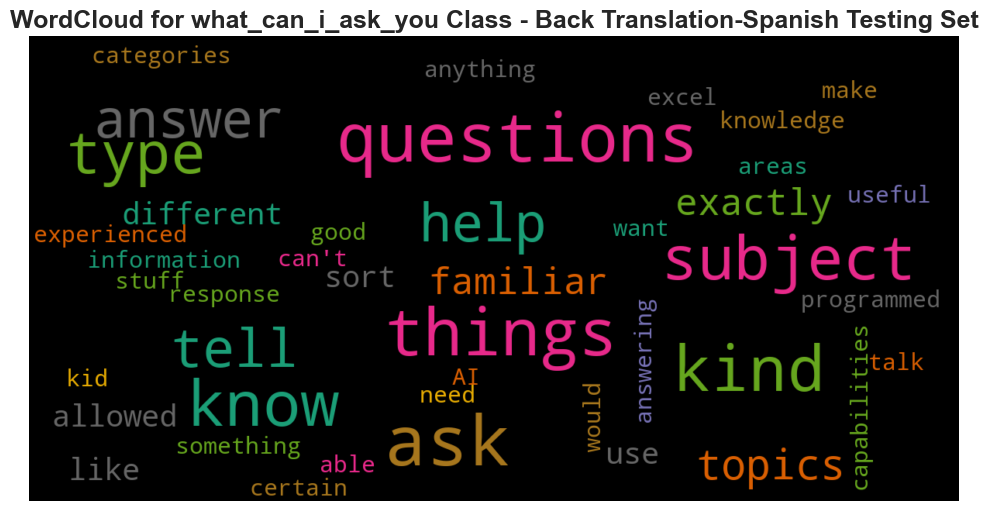 WordCloud for what_can_i_ask_you Class - Back Translation-Spanish Testing Set
categories
anything
make
excel
answer
knowledge
questions
type
areas
useful
exactly
different
help
want
good
experienced
can't
subject
information
sort
familiar
stuff
response
programmed
things
tell
kind
answering
talk
kid
AI
need
know
allowed
capabilities
would
ask
something
use
topics
like
able
certain